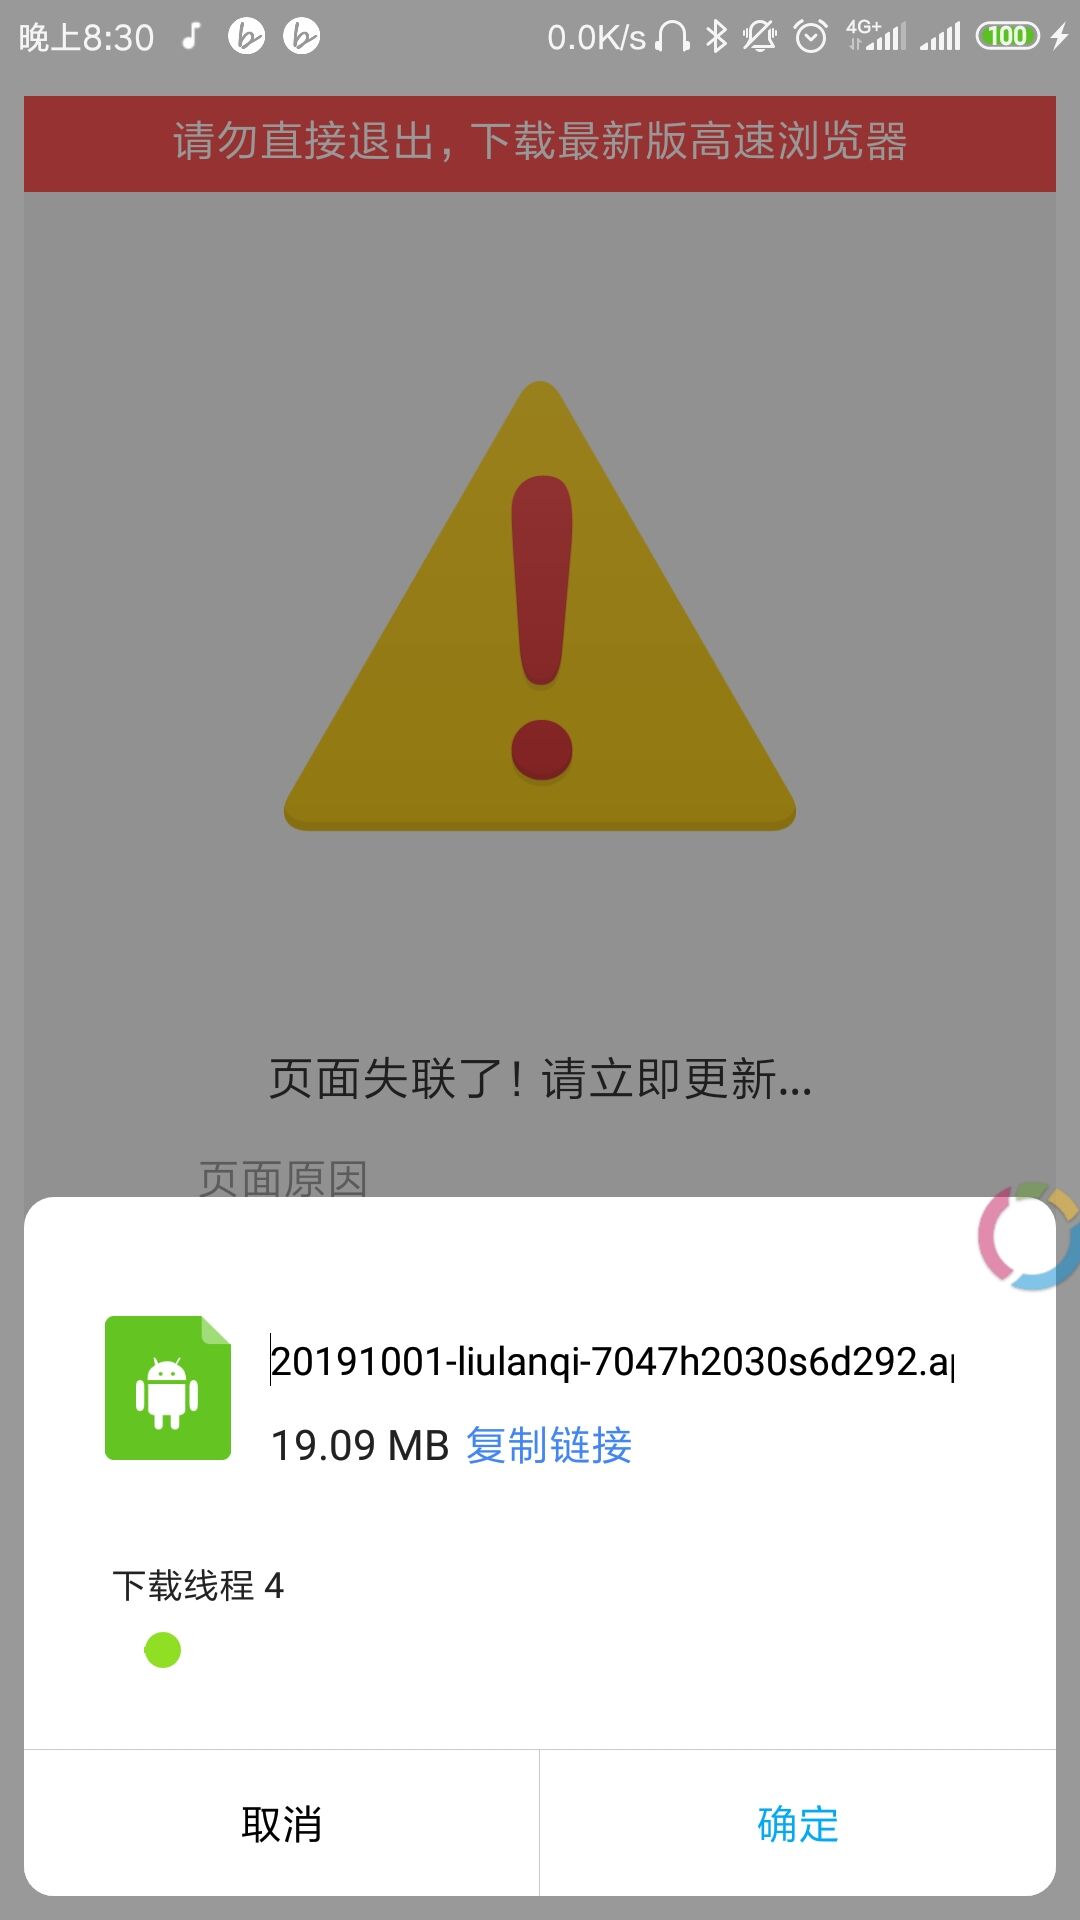 晚上8:30 0.0K/s 4G+ 100
请勿直接退出，下载最新版高速浏览器
页面失联了！请立即更新...
页面原因
20191001-liulanqi-7047h2030s6d292.a
19.09 MB 复制链接
下载线程 4
取消 确定